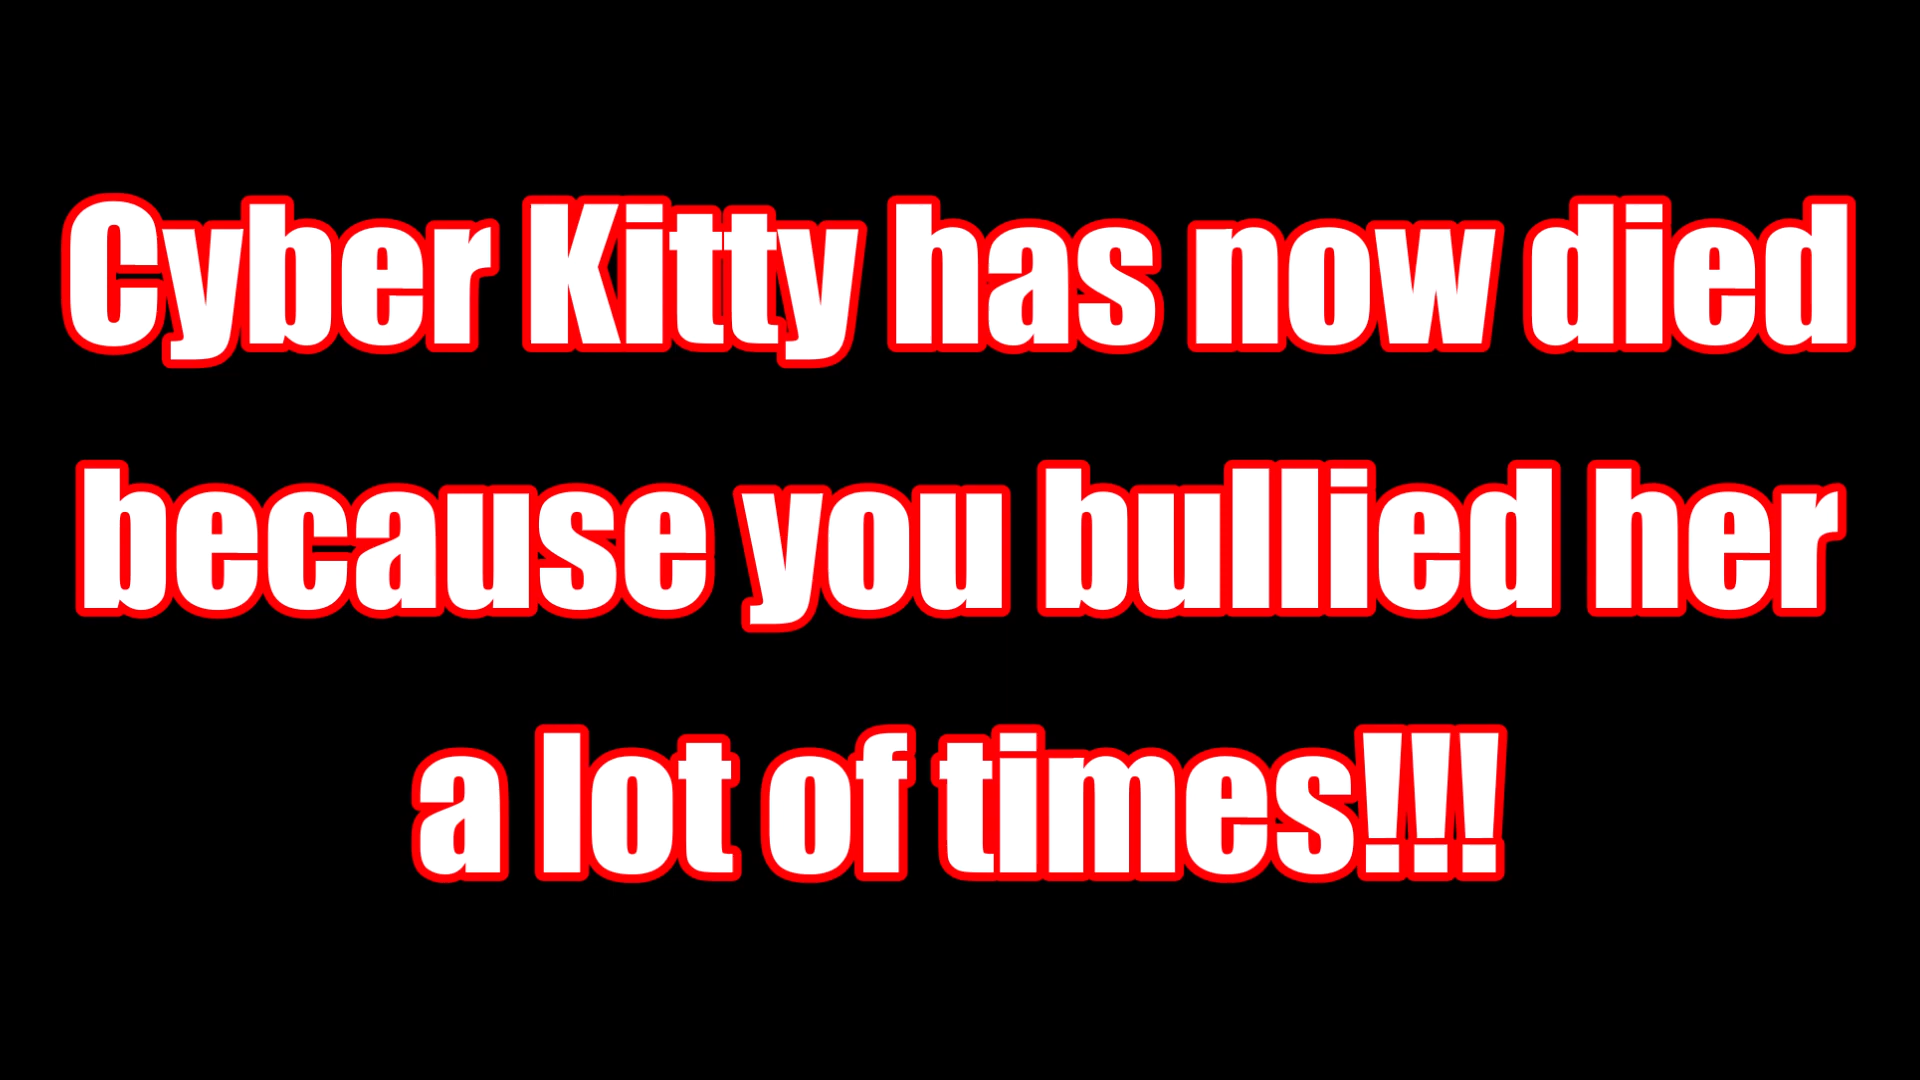 Cyber Kitty has now died
because you bullied her
a lot of times!!!